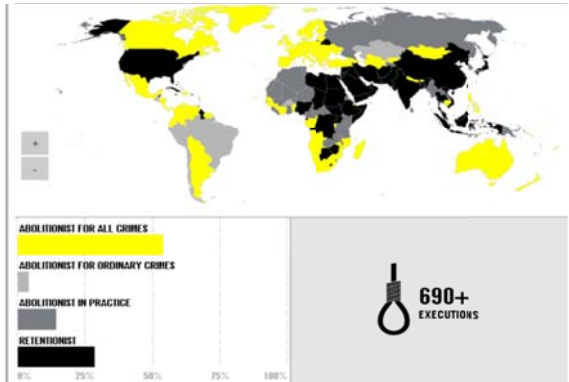 +
-
ABOLITIONIST FOR ALL CRIMES
ABOLITIONIST FOR ORDINARY CRIMES
ABOLITIONIST IN PRACTICE
RETENTIONIST
0% 25% 50% 75% 100%
690+
EXECUTIONS